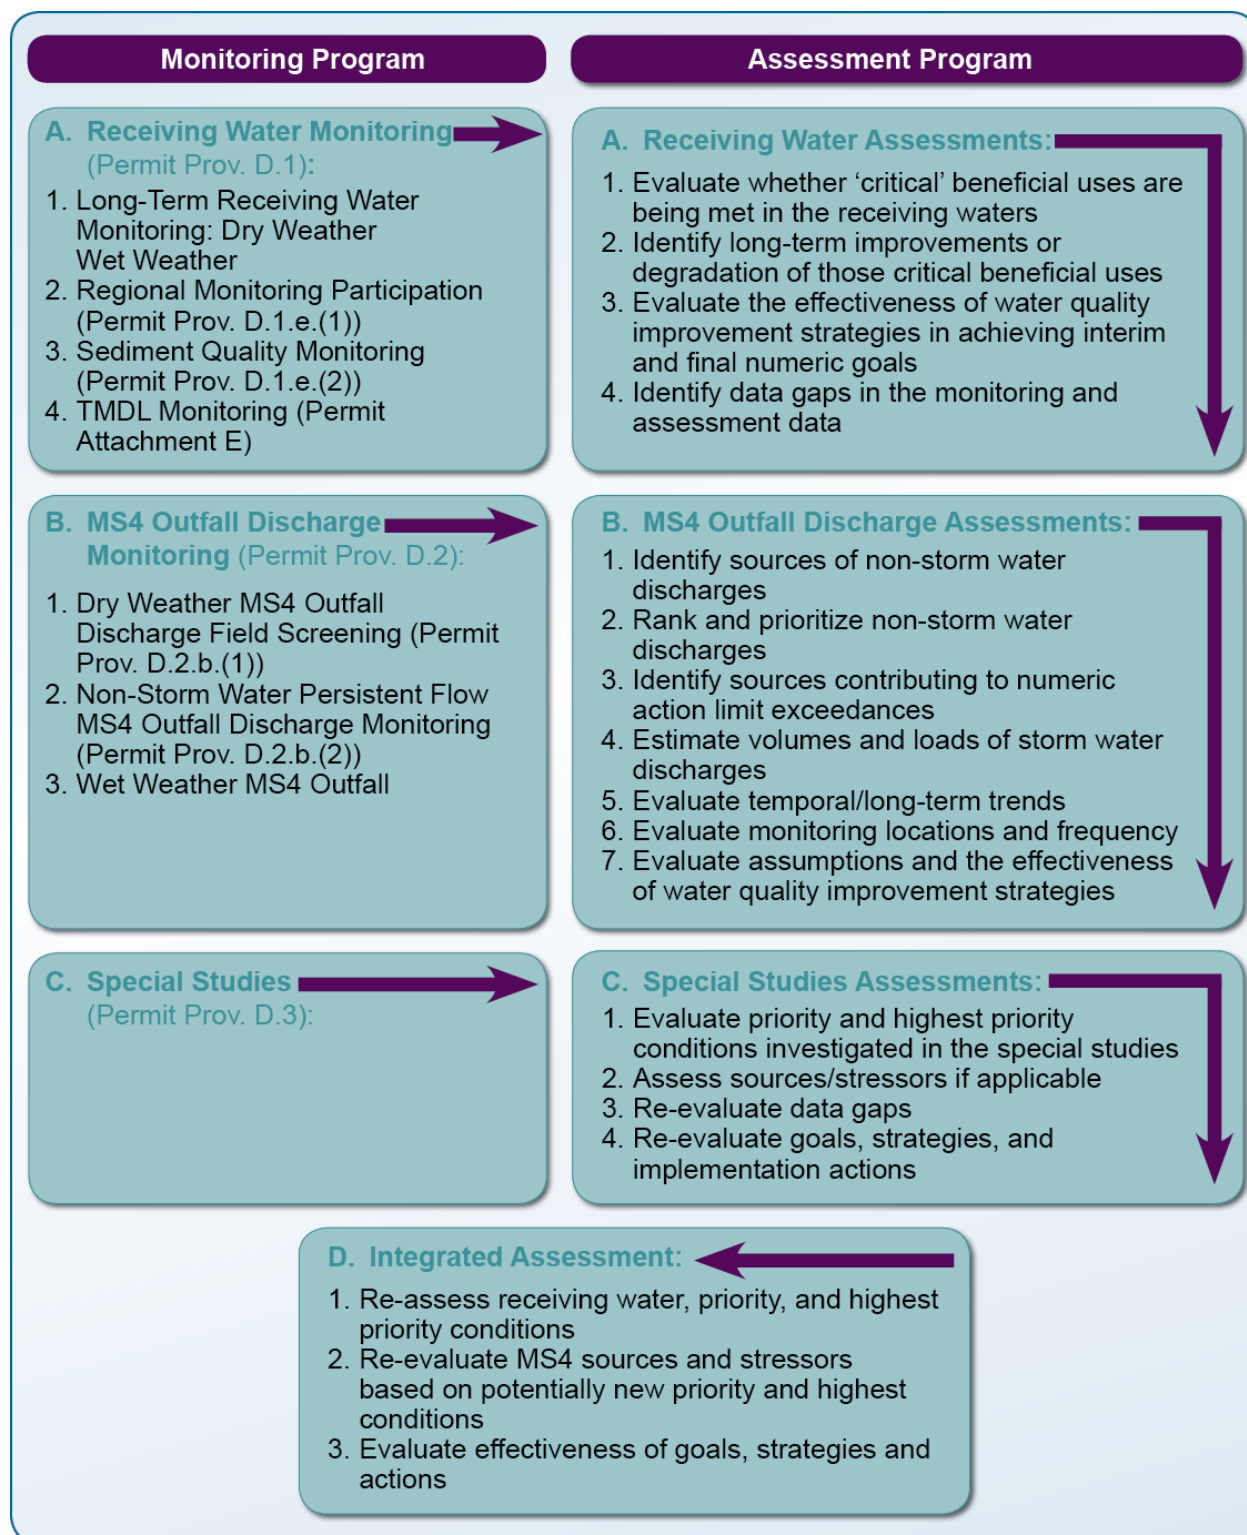 Monitoring Program
Assessment Program
A. Receiving Water Monitoring
(Permit Prov. D.1):
1. Long-Term Receiving Water
Monitoring: Dry Weather
Wet Weather
2. Regional Monitoring Participation
(Permit Prov. D.1.e.(1))
3. Sediment Quality Monitoring
(Permit Prov. D.1.e.(2))
4. TMDL Monitoring (Permit
Attachment E)
A. Receiving Water Assessments:
1. Evaluate whether ‘critical’ beneficial uses are
being met in the receiving waters
2. Identify long-term improvements or
degradation of those critical beneficial uses
3. Evaluate the effectiveness of water quality
improvement strategies in achieving interim
and final numeric goals
4. Identify data gaps in the monitoring and
assessment data
B. MS4 Outfall Discharge
Monitoring (Permit Prov. D.2):
1. Dry Weather MS4 Outfall
Discharge Field Screening (Permit
Prov. D.2.b.(1))
2. Non-Storm Water Persistent Flow
MS4 Outfall Discharge Monitoring
(Permit Prov. D.2.b.(2))
3. Wet Weather MS4 Outfall
B. MS4 Outfall Discharge Assessments:
1. Identify sources of non-storm water
discharges
2. Rank and prioritize non-storm water
discharges
3. Identify sources contributing to numeric
action limit exceedances
4. Estimate volumes and loads of storm water
discharges
5. Evaluate temporal/long-term trends
6. Evaluate monitoring locations and frequency
7. Evaluate assumptions and the effectiveness
of water quality improvement strategies
C. Special Studies
(Permit Prov. D.3):
C. Special Studies Assessments:
1. Evaluate priority and highest priority
conditions investigated in the special studies
2. Assess sources/stressors if applicable
3. Re-evaluate data gaps
4. Re-evaluate goals, strategies, and
implementation actions
D. Integrated Assessment:
1. Re-assess receiving water, priority, and highest
priority conditions
2. Re-evaluate MS4 sources and stressors
based on potentially new priority and highest
conditions
3. Evaluate effectiveness of goals, strategies and
actions